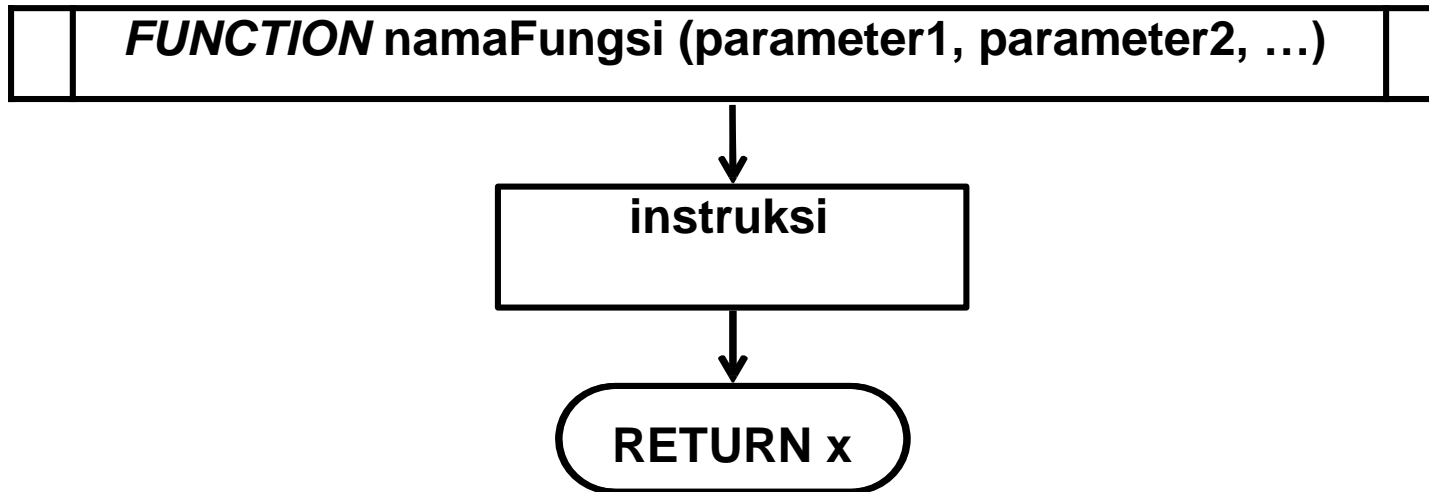 FUNCTION namaFungsi (parameter1, parameter2, …)
instruksi
RETURN x